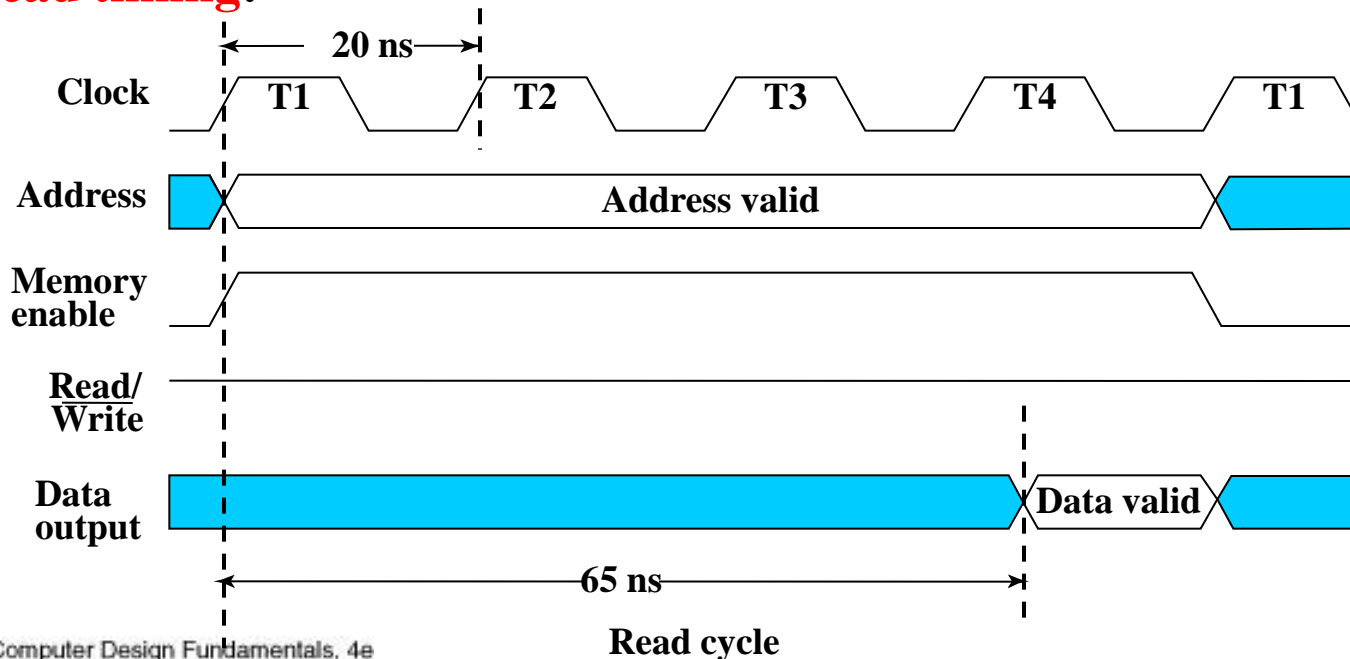 timing:
20 ns
Clock T1 T2 T3 T4 T1
Address Address valid
Memory
enable
Read/
Write
Data
output Data valid
65 ns
Read cycle
Computer Design Fundamentals, 4e